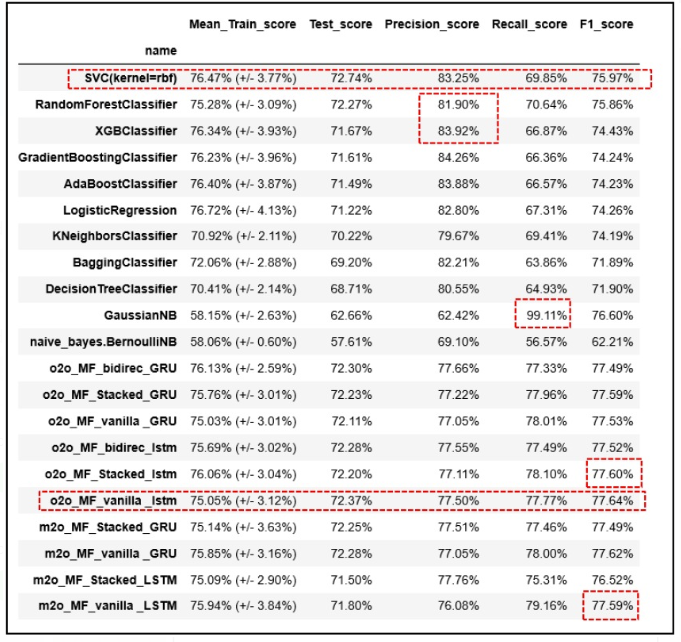 Mean_Train_score Test_score Precision_score Recall_score F1_score
name
SVC(kernel=rbf) 76.47% (+/- 3.77%) 72.74% 83.25% 69.85% 75.97%
RandomForestClassifier 75.28% (+/- 3.09%) 72.27% 81.90% 70.64% 75.86%
XGBClassifier 76.34% (+/- 3.93%) 71.67% 83.92% 66.87% 74.43%
GradientBoostingClassifier 76.23% (+/- 3.96%) 71.61% 84.26% 66.36% 74.24%
AdaBoostClassifier 76.40% (+/- 3.87%) 71.49% 83.88% 66.57% 74.23%
LogisticRegression 76.72% (+/- 4.13%) 71.22% 82.80% 67.31% 74.26%
KNeighborsClassifier 70.92% (+/- 2.11%) 70.22% 79.67% 69.41% 74.19%
BaggingClassifier 72.06% (+/- 2.88%) 69.20% 82.21% 63.86% 71.89%
DecisionTreeClassifier 70.41% (+/- 2.14%) 68.71% 80.55% 64.93% 71.90%
GaussianNB 58.15% (+/- 2.63%) 62.66% 62.42% 99.11% 76.60%
naive_bayes.BernoulliNB 58.06% (+/- 0.60%) 57.61% 69.10% 56.57% 62.21%
o2o_MF_bidirec_GRU 76.13% (+/- 2.59%) 72.30% 77.66% 77.33% 77.49%
o2o_MF_Stacked_GRU 75.76% (+/- 3.01%) 72.23% 77.22% 77.96% 77.59%
o2o_MF_vanilla _GRU 75.03% (+/- 3.01%) 72.11% 77.05% 78.01% 77.53%
o2o_MF_bidirec_lstm 75.69% (+/- 3.02%) 72.28% 77.55% 77.49% 77.52%
o2o_MF_Stacked_lstm 76.06% (+/- 3.04%) 72.20% 77.11% 78.10% 77.60%
o2o_MF_vanilla _lstm 75.05% (+/- 3.12%) 72.37% 77.50% 77.77% 77.64%
m2o_MF_Stacked_GRU 75.14% (+/- 3.63%) 72.25% 77.51% 77.46% 77.49%
m2o_MF_vanilla _GRU 75.85% (+/- 3.16%) 72.28% 77.05% 78.00% 77.62%
m2o_MF_Stacked_LSTM 75.09% (+/- 2.90%) 71.50% 77.76% 75.31% 76.52%
m2o_MF_vanilla _LSTM 75.94% (+/- 3.84%) 71.80% 76.08% 79.16% 77.59%